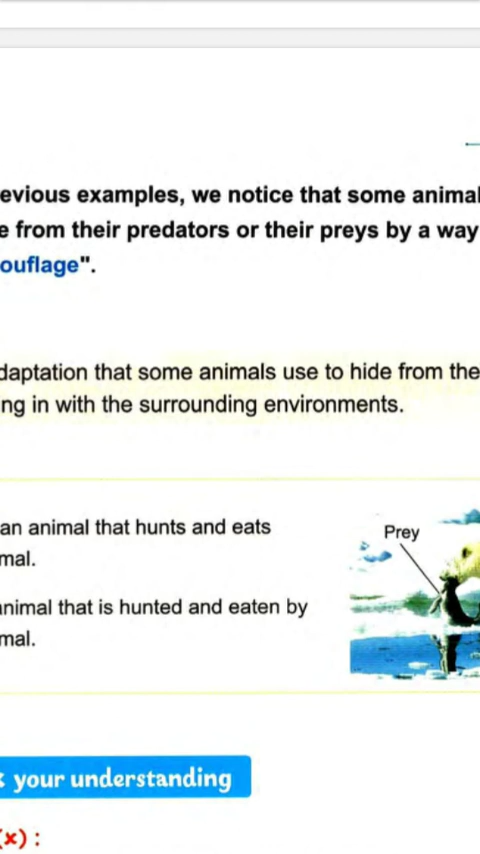 evious examples, we notice that some animal
e from their predators or their preys by a way
ouflage".
daptation that some animals use to hide from the
ng in with the surrounding environments.
an animal that hunts and eats
mal.
Prey
animal that is hunted and eaten by
mal.
your understanding
(x) :